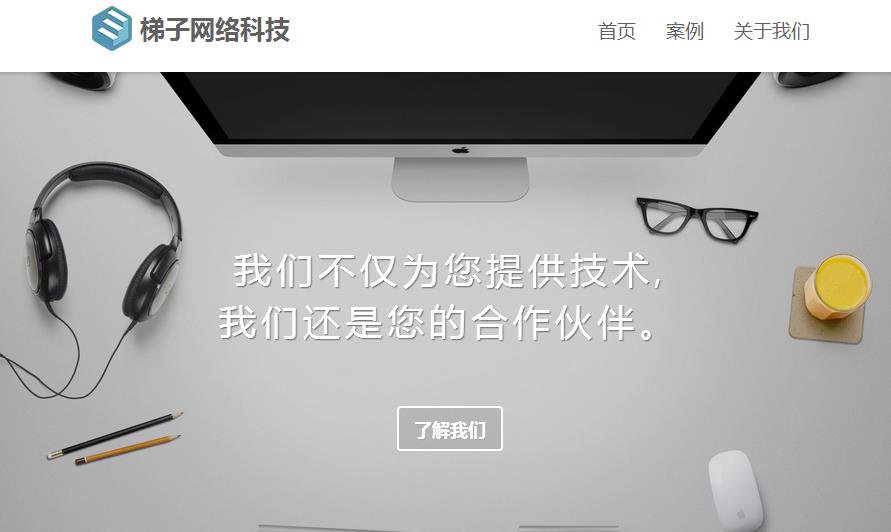 梯子网络科技
首页 案例 关于我们
我们不仅为您提供技术,
我们还是您的合作伙伴。
了解我们